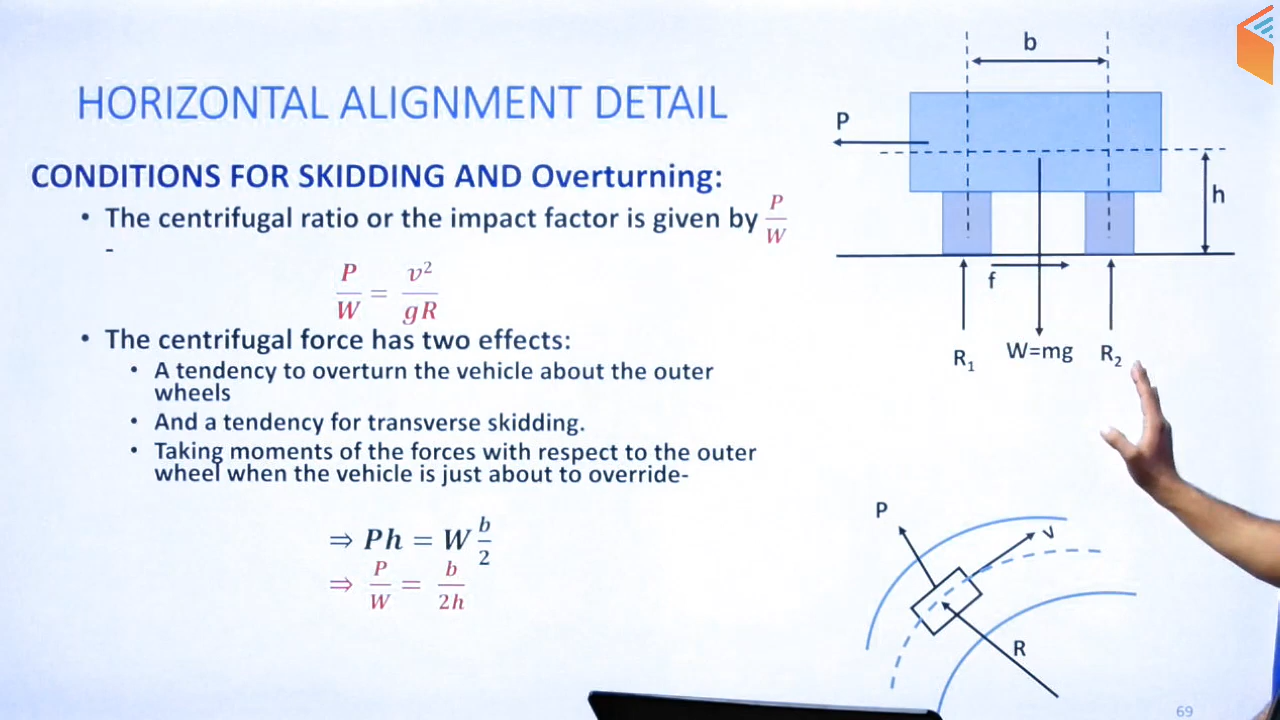 HORIZONTAL ALIGNMENT DETAIL
CONDITIONS FOR SKIDDING AND Overturning:
• The centrifugal ratio or the impact factor is given by P/W
-
P/W = v²/gR
• The centrifugal force has two effects:
• A tendency to overturn the vehicle about the outer
wheels
• And a tendency for transverse skidding.
• Taking moments of the forces with respect to the outer
wheel when the vehicle is just about to override-
⇒ Ph = W b/2
⇒ P/W = b/2h
b
P
h
f
R₁ W=mg R₂
P
v
R
69